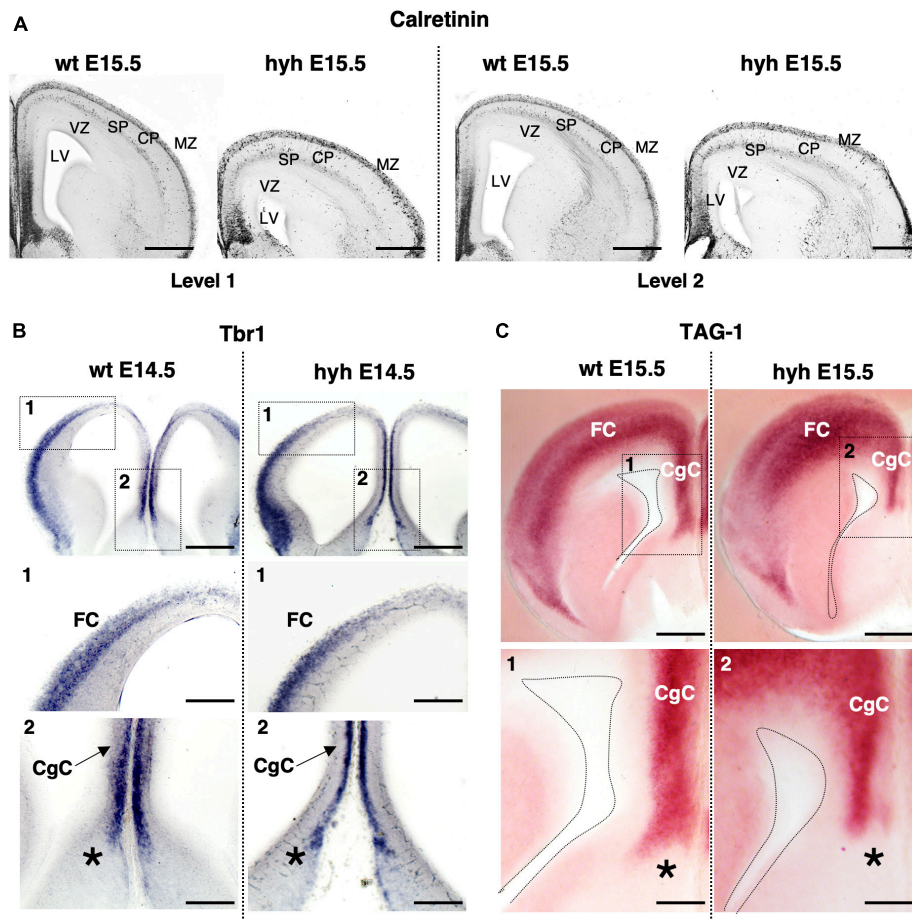 A Calretinin
wt E15.5 hyh E15.5 wt E15.5 hyh E15.5
VZ SP CP MZ LV
SP CP MZ VZ LV
VZ SP CP MZ LV
SP CP MZ VZ LV
Level 1 Level 2
B Tbr1
wt E14.5 hyh E14.5
1 2
1 2
1 FC
1 FC
2 CgC *
2 CgC *
C TAG-1
wt E15.5 hyh E15.5
FC 1 CgC
FC 2 CgC
1 CgC *
2 CgC *